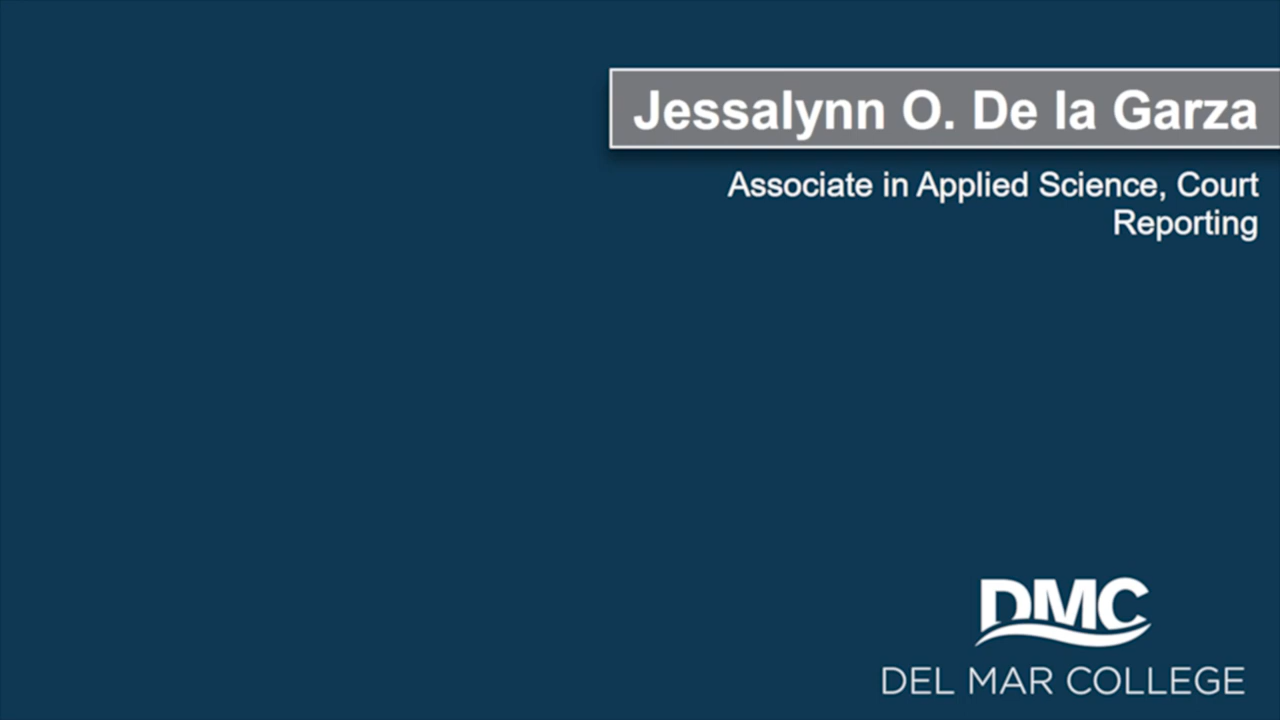 Jessalynn O. De la Garza
Associate in Applied Science, Court
Reporting
DMC
DEL MAR COLLEGE